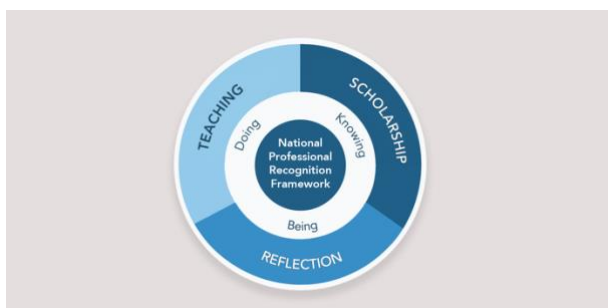 TEACHING
SCHOLARSHIP
Doing
Knowing
National
Professional
Recognition
Framework
Being
REFLECTION